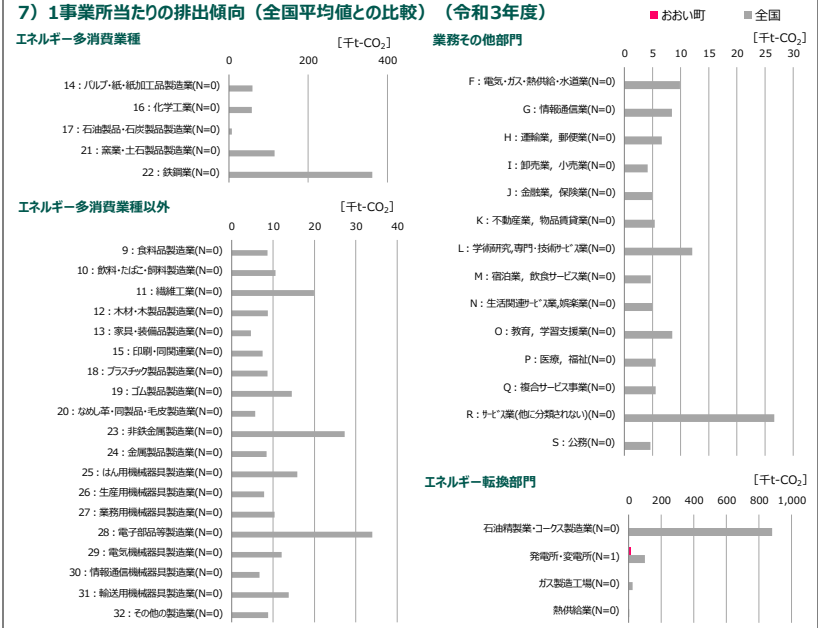 7）1事業所当たりの排出傾向（全国平均値との比較）（令和3年度）
■おおい町 ■全国
エネルギー多消費業種
[千t-CO₂]
0 200 400
14：パルプ・紙・紙加工品製造業(N=0)
16：化学工業(N=0)
17：石油製品・石炭製品製造業(N=0)
21：窯業・土石製品製造業(N=0)
22：鉄鋼業(N=0)
エネルギー多消費業種以外
[千t-CO₂]
0 10 20 30 40
9：食料品製造業(N=0)
10：飲料・たばこ・飼料製造業(N=0)
11：繊維工業(N=0)
12：木材・木製品製造業(N=0)
13：家具・装備品製造業(N=0)
15：印刷・同関連業(N=0)
18：プラスチック製品製造業(N=0)
19：ゴム製品製造業(N=0)
20：なめし革・同製品・毛皮製造業(N=0)
23：非鉄金属製造業(N=0)
24：金属製品製造業(N=0)
25：はん用機械器具製造業(N=0)
26：生産用機械器具製造業(N=0)
27：業務用機械器具製造業(N=0)
28：電子部品等製造業(N=0)
29：電気機械器具製造業(N=0)
30：情報通信機械器具製造業(N=0)
31：輸送用機械器具製造業(N=0)
32：その他の製造業(N=0)
業務その他部門
[千t-CO₂]
0 5 10 15 20 25 30
F：電気・ガス・熱供給・水道業(N=0)
G：情報通信業(N=0)
H：運輸業，郵便業(N=0)
I：卸売業，小売業(N=0)
J：金融業，保険業(N=0)
K：不動産業，物品賃貸業(N=0)
L：学術研究,専門・技術ｻｰﾋﾞｽ業(N=0)
M：宿泊業，飲食サービス業(N=0)
N：生活関連ｻｰﾋﾞｽ業,娯楽業(N=0)
O：教育，学習支援業(N=0)
P：医療，福祉(N=0)
Q：複合サービス事業(N=0)
R：ｻｰﾋﾞｽ業(他に分類されない)(N=0)
S：公務(N=0)
エネルギー転換部門
[千t-CO₂]
0 200 400 600 800 1,000
石油精製業・コークス製造業(N=0)
発電所・変電所(N=1)
ガス製造工場(N=0)
熱供給業(N=0)